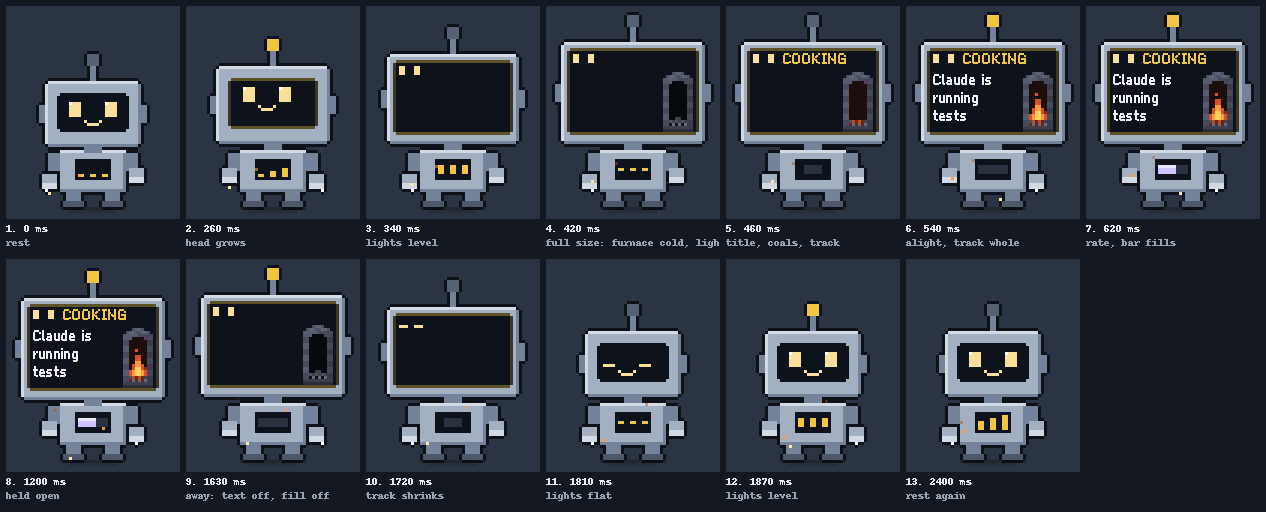 COOKING
COOKING
COOKING
Claude is
running
tests
Claude is
running
tests
1. 0 ms
2. 260 ms
3. 340 ms
4. 420 ms
5. 460 ms
6. 540 ms
7. 620 ms
rest
head grows
lights level
full size: furnace cold, ligh
title, coals, track
alight, track whole
rate, bar fills
COOKING
Claude is
running
tests
8. 1200 ms
9. 1630 ms
10. 1720 ms
11. 1810 ms
12. 1870 ms
13. 2400 ms
held open
away: text off, fill off
track shrinks
lights flat
lights level
rest again